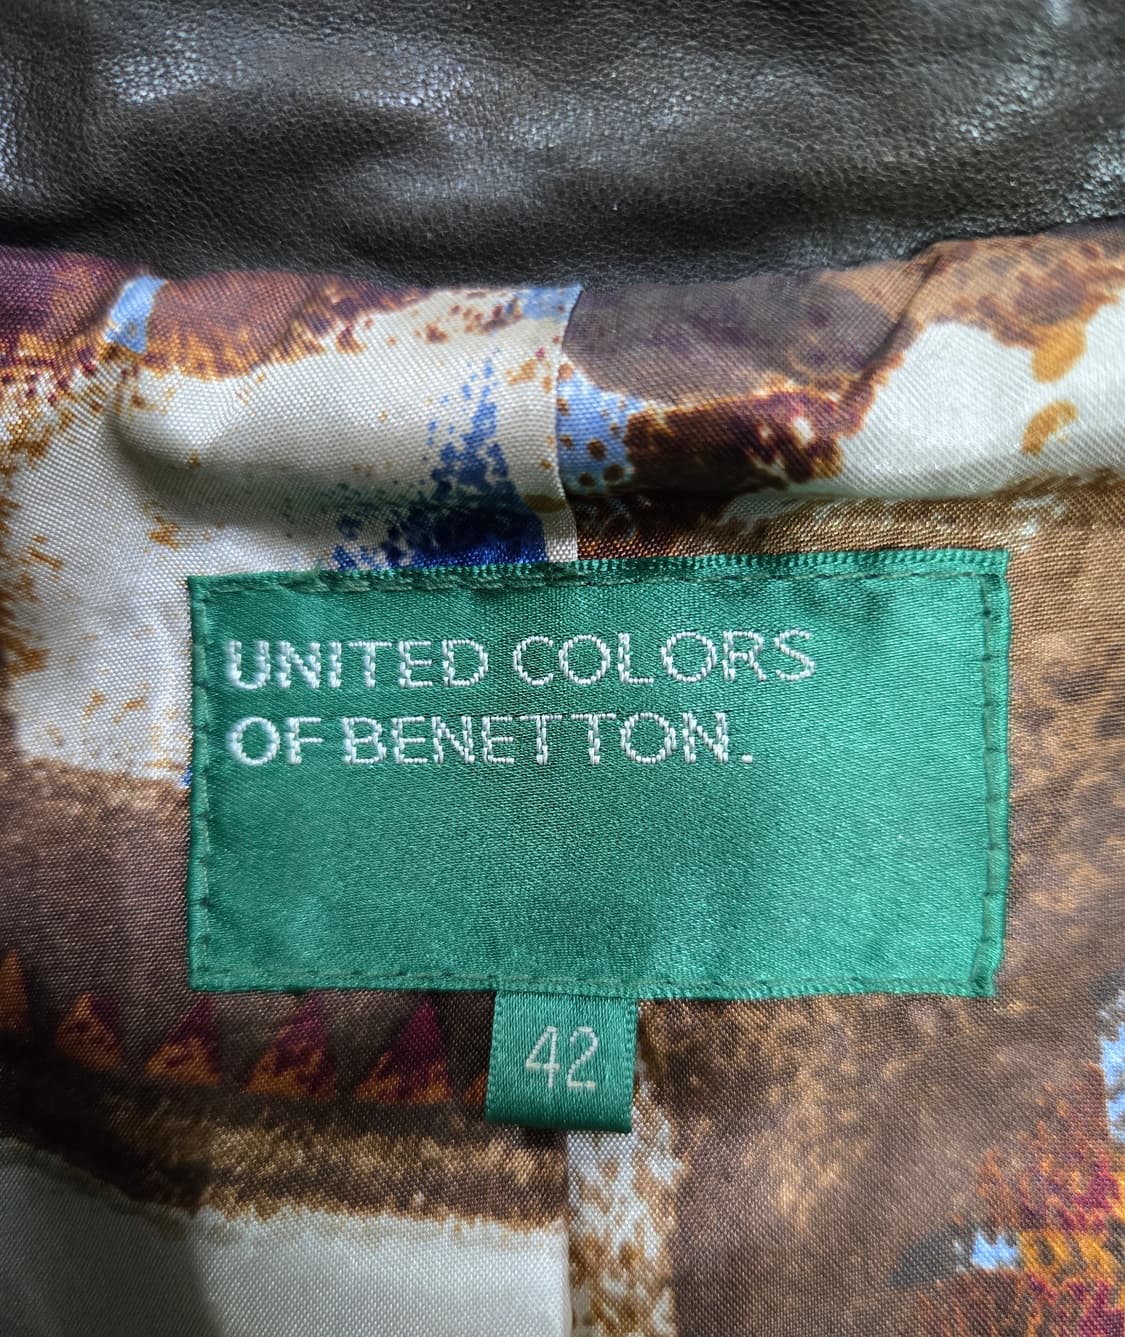 UNITED COLORS
OF BENETTON.
42